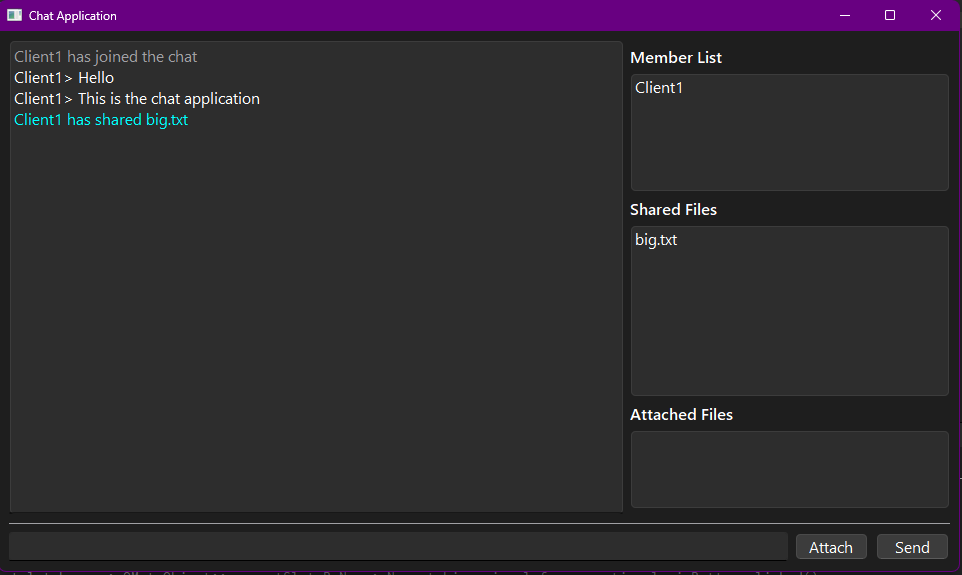 Chat Application
Client1 has joined the chat
Client1> Hello
Client1> This is the chat application
Client1 has shared big.txt
Member List
Client1
Shared Files
big.txt
Attached Files
Attach
Send